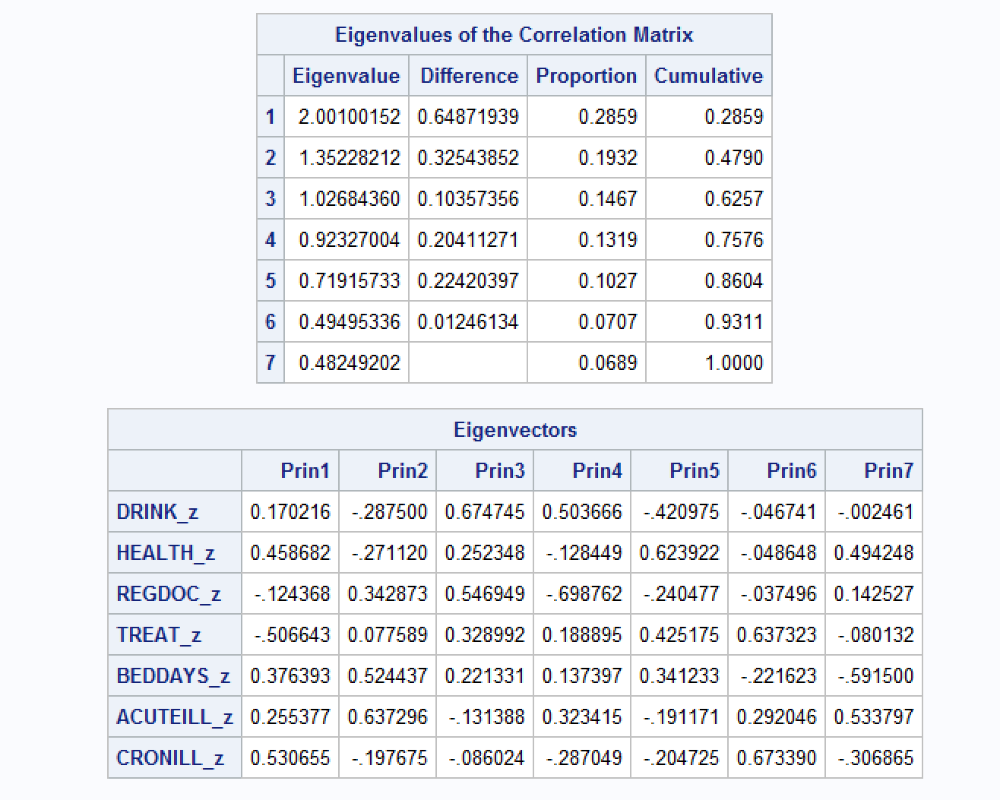 Eigenvalues of the Correlation Matrix
Eigenvalue Difference Proportion Cumulative
1 2.00100152 0.64871939 0.2859 0.2859
2 1.35228212 0.32543852 0.1932 0.4790
3 1.02684360 0.10357356 0.1467 0.6257
4 0.92327004 0.20411271 0.1319 0.7576
5 0.71915733 0.22420397 0.1027 0.8604
6 0.49495336 0.01246134 0.0707 0.9311
7 0.48249202 0.0689 1.0000
Eigenvectors
Prin1 Prin2 Prin3 Prin4 Prin5 Prin6 Prin7
DRINK_z 0.170216 -.287500 0.674745 0.503666 -.420975 -.046741 -.002461
HEALTH_z 0.458682 -.271120 0.252348 -.128449 0.623922 -.048648 0.494248
REGDOC_z -.124368 0.342873 0.546949 -.698762 -.240477 -.037496 0.142527
TREAT_z -.506643 0.077589 0.328992 0.188895 0.425175 0.637323 -.080132
BEDDAYS_z 0.376393 0.524437 0.221331 0.137397 0.341233 -.221623 -.591500
ACUTEILL_z 0.255377 0.637296 -.131388 0.323415 -.191171 0.292046 0.533797
CRONILL_z 0.530655 -.197675 -.086024 -.287049 -.204725 0.673390 -.306865